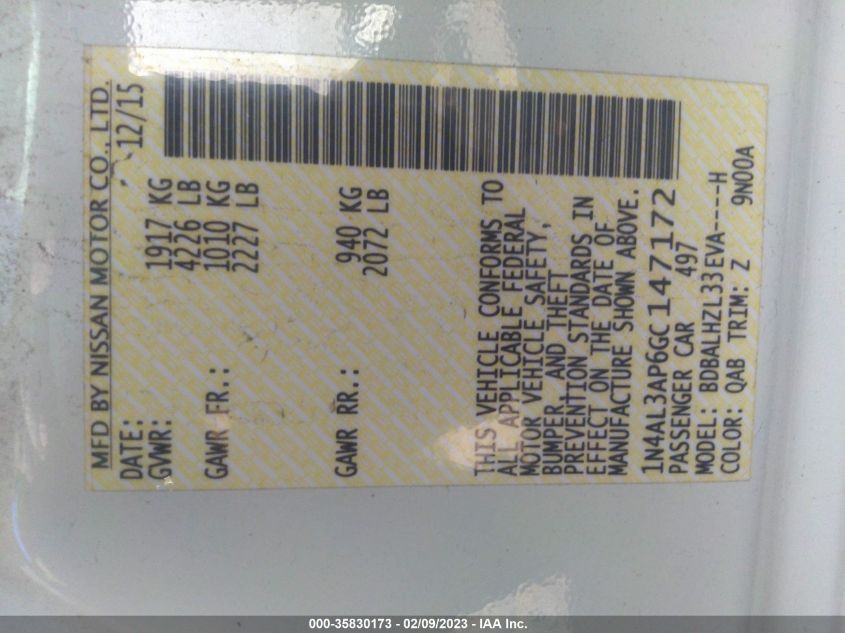 MFD BY NISSAN MOTOR CO., LTD.
DATE: 12/15
GVWR: 1917 KG
4226 LB
GAWR FR.: 1010 KG
2227 LB
GAWR RR.: 940 KG
2072 LB
THIS VEHICLE CONFORMS TO
ALL APPLICABLE FEDERAL
MOTOR VEHICLE SAFETY,
BUMPER, AND THEFT
PREVENTION STANDARDS IN
EFFECT ON THE DATE OF
MANUFACTURE SHOWN ABOVE.
1N4AL3AP6GC147172
PASSENGER CAR 497
MODEL: BDBALHZL33EVA----H
COLOR: QAB TRIM: Z 9N00A
000-35830173 - 02/09/2023 - IAA Inc.